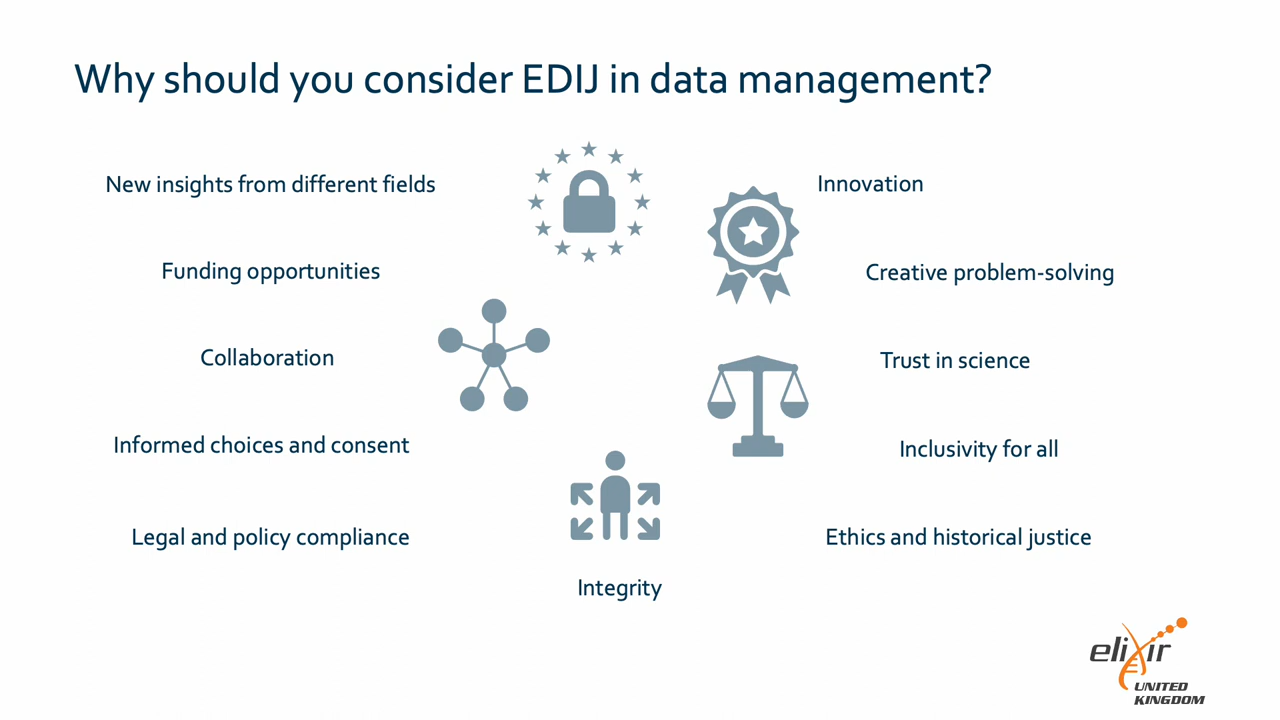 Why should you consider EDIJ in data management?
New insights from different fields
Funding opportunities
Collaboration
Informed choices and consent
Legal and policy compliance
Integrity
Innovation
Creative problem-solving
Trust in science
Inclusivity for all
Ethics and historical justice
elixir
UNITED
KINGDOM